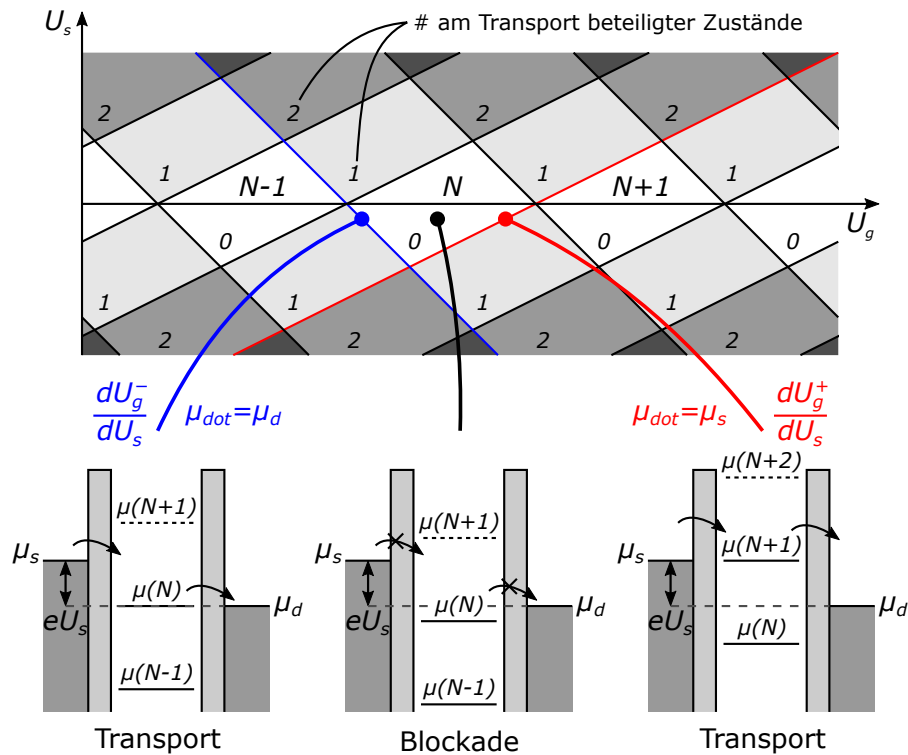 U_s
# am Transport beteiligter Zustände
2 2 2 2
1 1 1 1
N-1 N N+1
U_g
0 0 0 0
1 1 1 1
2 2 2 2
dU_g^-/dU_s μ_dot=μ_d μ_dot=μ_s dU_g^+/dU_s
μ(N+2)
μ(N+1) μ(N+1) μ(N+1)
μ_s μ_s μ_s
μ(N) μ(N) μ(N)
μ_d μ_d μ_d
eU_s eU_s eU_s
μ(N-1) μ(N-1)
Transport Blockade Transport